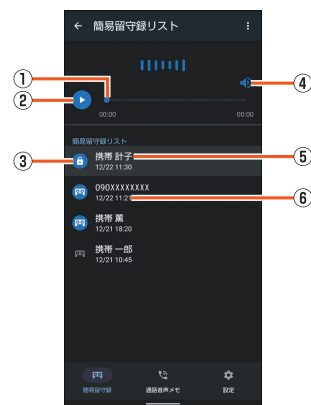 簡易留守録リスト
①
②
④
00:00 00:00
簡易留守録リスト
③
携帯 計子
⑤
12/22 11:30
090XXXXXXXX
12/22 11:21
⑥
携帯 薫
12/21 18:20
携帯 一郎
12/21 10:45
簡易留守録 通話音声メモ 設定